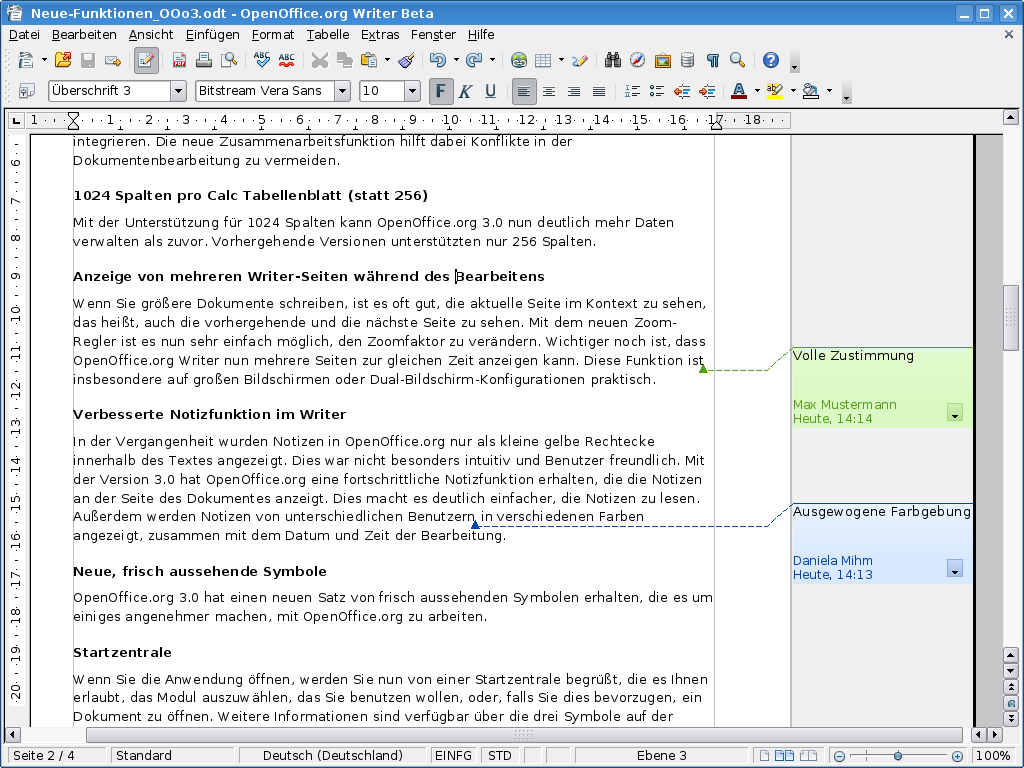 Neue-Funktionen_OOo3.odt - OpenOffice.org Writer Beta
Datei Bearbeiten Ansicht Einfügen Format Tabelle Extras Fenster Hilfe
Überschrift 3 Bitstream Vera Sans 10 F K U
1 1 2 3 4 5 6 7 8 9 10 11 12 13 14 15 16 17 18
integrieren. Die neue Zusammenarbeitsfunktion hilft dabei Konflikte in der
Dokumentenbearbeitung zu vermeiden.
1024 Spalten pro Calc Tabellenblatt (statt 256)
Mit der Unterstützung für 1024 Spalten kann OpenOffice.org 3.0 nun deutlich mehr Daten
verwalten als zuvor. Vorhergehende Versionen unterstützten nur 256 Spalten.
Anzeige von mehreren Writer-Seiten während des Bearbeitens
Wenn Sie größere Dokumente schreiben, ist es oft gut, die aktuelle Seite im Kontext zu sehen,
das heißt, auch die vorhergehende und die nächste Seite zu sehen. Mit dem neuen Zoom-
Regler ist es nun sehr einfach möglich, den Zoomfaktor zu verändern. Wichtiger noch ist, dass
OpenOffice.org Writer nun mehrere Seiten zur gleichen Zeit anzeigen kann. Diese Funktion ist
insbesondere auf großen Bildschirmen oder Dual-Bildschirm-Konfigurationen praktisch.
Volle Zustimmung
Max Mustermann
Heute, 14:14
Verbesserte Notizfunktion im Writer
In der Vergangenheit wurden Notizen in OpenOffice.org nur als kleine gelbe Rechtecke
innerhalb des Textes angezeigt. Dies war nicht besonders intuitiv und Benutzer freundlich. Mit
der Version 3.0 hat OpenOffice.org eine fortschrittliche Notizfunktion erhalten, die die Notizen
an der Seite des Dokumentes anzeigt. Dies macht es deutlich einfacher, die Notizen zu lesen.
Außerdem werden Notizen von unterschiedlichen Benutzern in verschiedenen Farben
angezeigt, zusammen mit dem Datum und Zeit der Bearbeitung.
Ausgewogene Farbgebung
Daniela Mihm
Heute, 14:13
Neue, frisch aussehende Symbole
OpenOffice.org 3.0 hat einen neuen Satz von frisch aussehenden Symbolen erhalten, die es um
einiges angenehmer machen, mit OpenOffice.org zu arbeiten.
Startzentrale
Wenn Sie die Anwendung öffnen, werden Sie nun von einer Startzentrale begrüßt, die es Ihnen
erlaubt, das Modul auszuwählen, das Sie benutzen wollen, oder, falls Sie dies bevorzugen, ein
Dokument zu öffnen. Weitere Informationen sind verfügbar über die drei Symbole auf der
6
7
8
9
10
11
12
13
14
15
16
17
18
19
20
Seite 2 / 4 Standard Deutsch (Deutschland) EINFG STD Ebene 3 100%